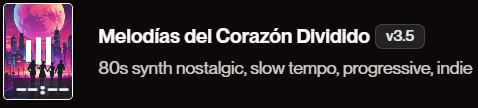 Melodías del Corazón Dividido v3.5
80s synth nostalgic, slow tempo, progressive, indie
--:--